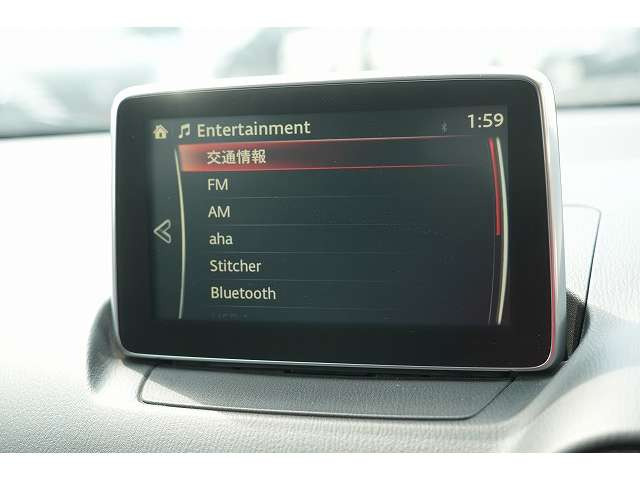 Entertainment
1:59
交通情報
FM
AM
aha
Stitcher
Bluetooth